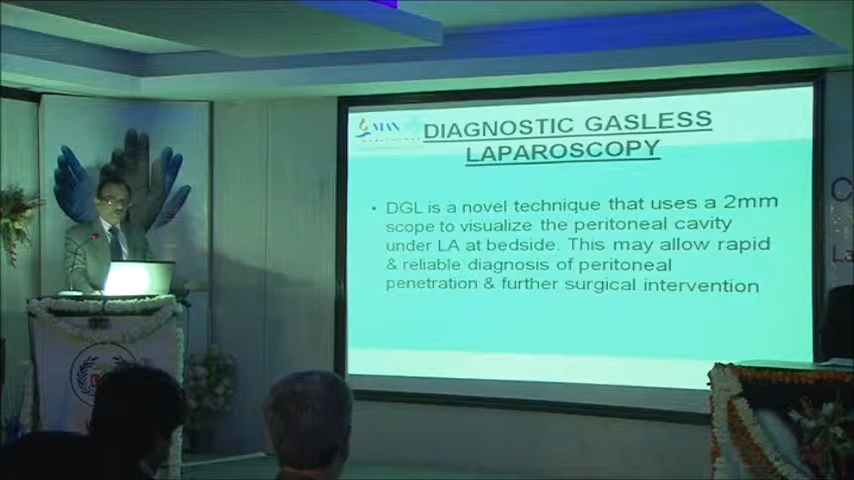 MAX
DIAGNOSTIC GASLESS
LAPAROSCOPY
• DGL is a novel technique that uses a 2mm
scope to visualize the peritoneal cavity
under LA at bedside. This may allow rapid
& reliable diagnosis of peritoneal
penetration & further surgical intervention